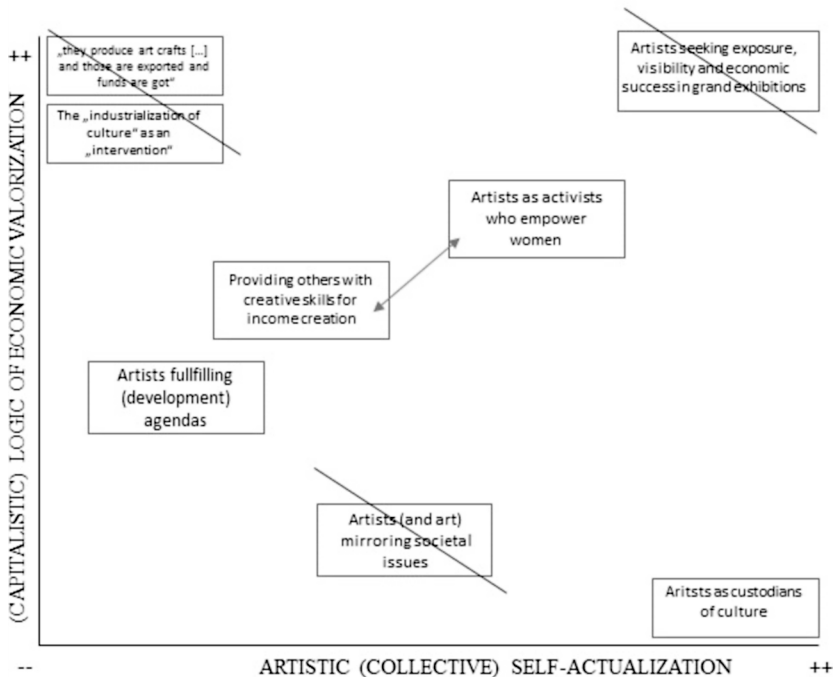 ++
„they produce art crafts [...]
and those are exported and
funds are got“
The „industrialization of
culture“ as an
„intervention“
Artists seeking exposure,
visibility and economic
success in grand exhibitions
Artists as activists
who empower
women
Providing others with
creative skills for
income creation
Artists fullfilling
(development)
agendas
Artists (and art)
mirroring societal
issues
Aritsts as custodians
of culture
(CAPITALISTIC) LOGIC OF ECONOMIC VALORIZATION
--
ARTISTIC (COLLECTIVE) SELF-ACTUALIZATION
++